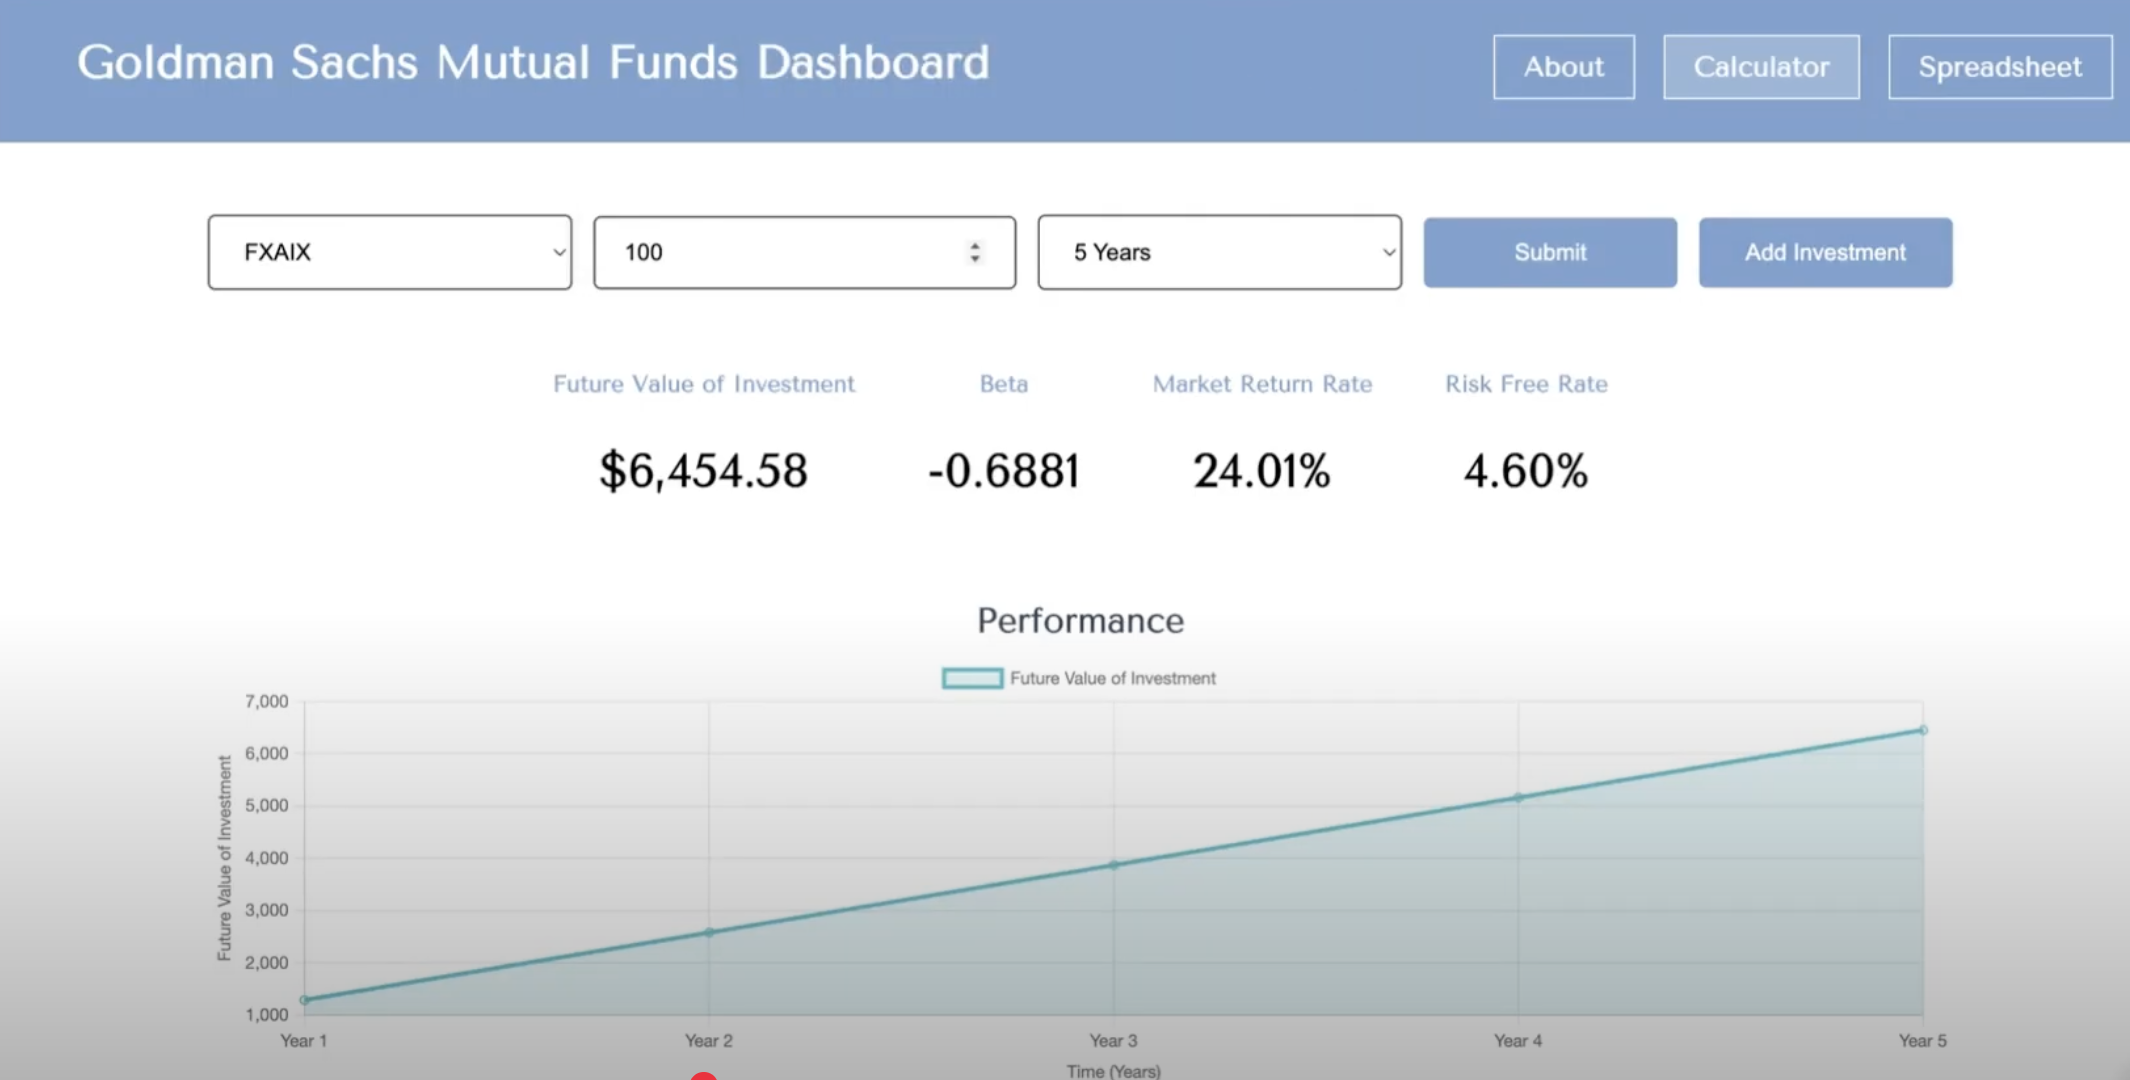 Goldman Sachs Mutual Funds Dashboard
About
Calculator
Spreadsheet
FXAIX
100
5 Years
Submit
Add Investment
Future Value of Investment
Beta
Market Return Rate
Risk Free Rate
$6,454.58
-0.6881
24.01%
4.60%
Performance
Future Value of Investment
7,000
6,000
5,000
4,000
3,000
2,000
1,000
Future Value of Investment
Year 1
Year 2
Year 3
Year 4
Year 5
Time (Years)